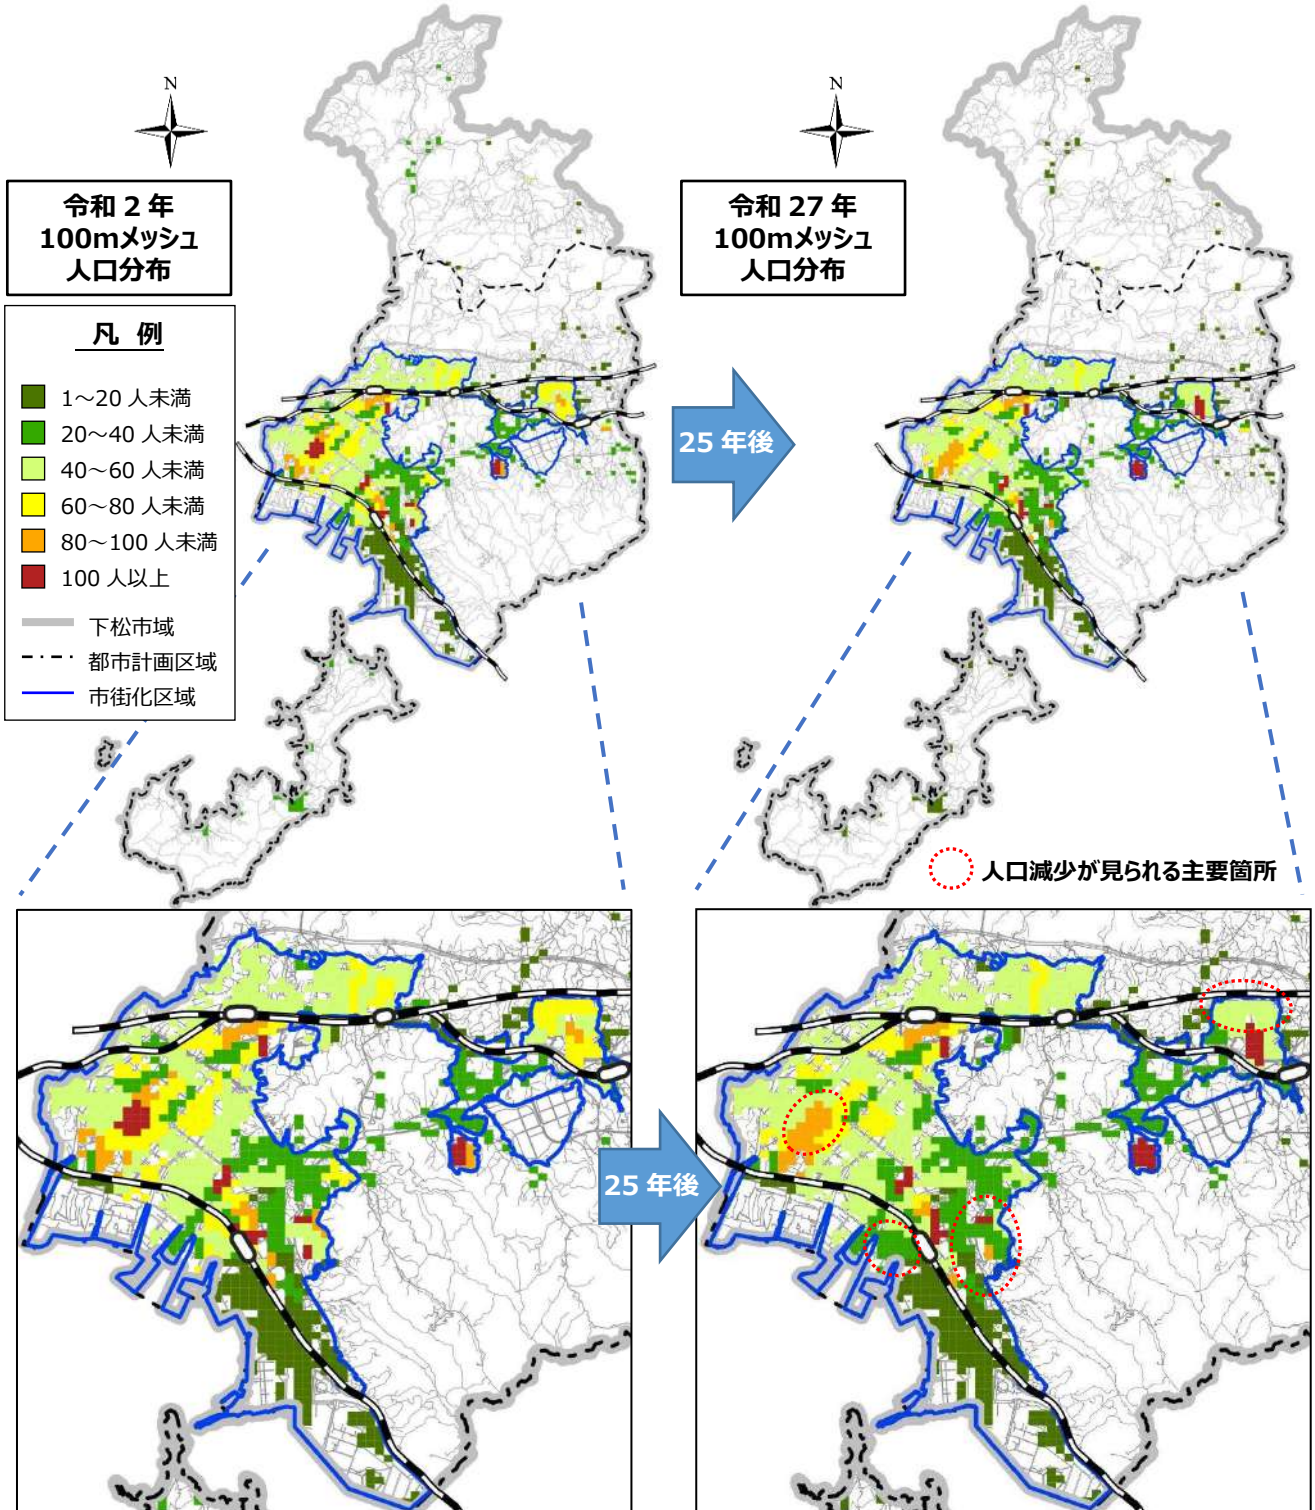 N
N
令和 2 年
100mメッシュ
人口分布
令和 27 年
100mメッシュ
人口分布
凡 例
1～20 人未満
20～40 人未満
40～60 人未満
60～80 人未満
80～100 人未満
100 人以上
下松市域
都市計画区域
市街化区域
25 年後
人口減少が見られる主要箇所
25 年後